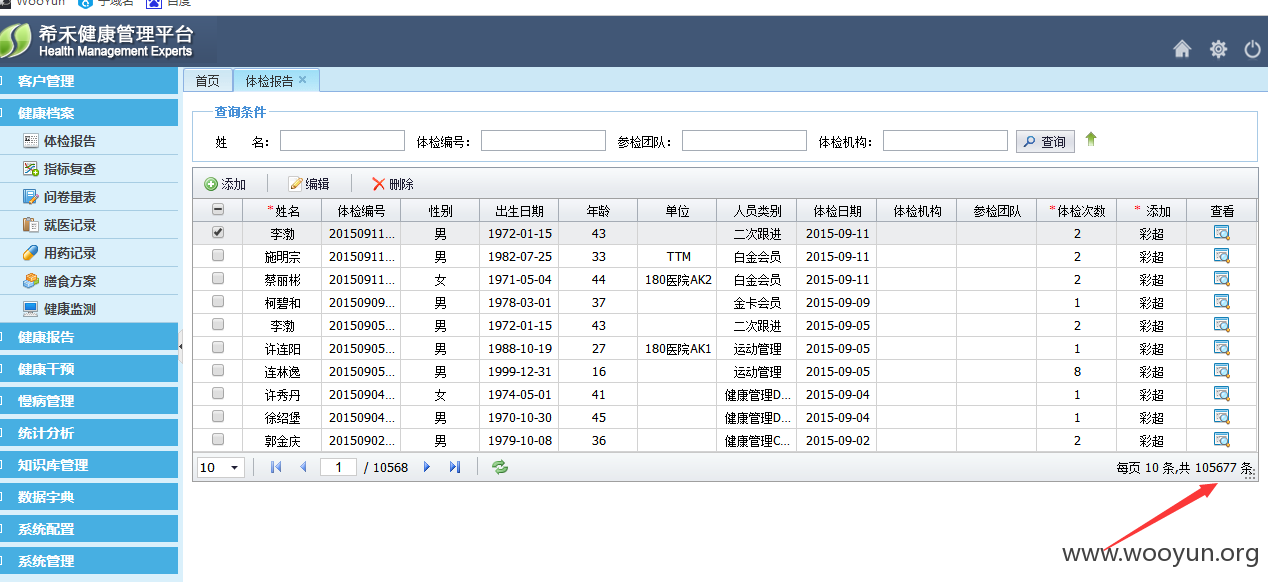 WooYun 子域名 百度
希禾健康管理平台
Health Management Experts
客户管理
健康档案
体检报告
指标复查
问卷量表
就医记录
用药记录
膳食方案
健康监测
健康报告
健康干预
慢病管理
统计分析
知识库管理
数据字典
系统配置
系统管理
首页 体检报告 ×
查询条件
姓 名: 体检编号: 参检团队: 体检机构: 查询
添加 编辑 删除
*姓名 体检编号 性别 出生日期 年龄 单位 人员类别 体检日期 体检机构 参检团队 *体检次数 * 添加 查看
李渤 20150911... 男 1972-01-15 43 二次跟进 2015-09-11 2 彩超
施明宗 20150911... 男 1982-07-25 33 TTM 白金会员 2015-09-11 2 彩超
蔡丽彬 20150911... 女 1971-05-04 44 180医院AK2 白金会员 2015-09-11 2 彩超
柯碧和 20150909... 男 1978-03-01 37 金卡会员 2015-09-09 1 彩超
李渤 20150905... 男 1972-01-15 43 二次跟进 2015-09-05 2 彩超
许连阳 20150905... 男 1988-10-19 27 180医院AK1 运动管理 2015-09-05 1 彩超
连林逸 20150905... 男 1999-12-31 16 运动管理 2015-09-05 8 彩超
许秀丹 20150904... 女 1974-05-01 41 健康管理D... 2015-09-04 1 彩超
徐绍堡 20150904... 男 1970-10-30 45 健康管理D... 2015-09-04 1 彩超
郭金庆 20150902... 男 1979-10-08 36 健康管理C... 2015-09-02 2 彩超
10 1 / 10568 每页 10 条,共 105677 条
www.wooyun.org